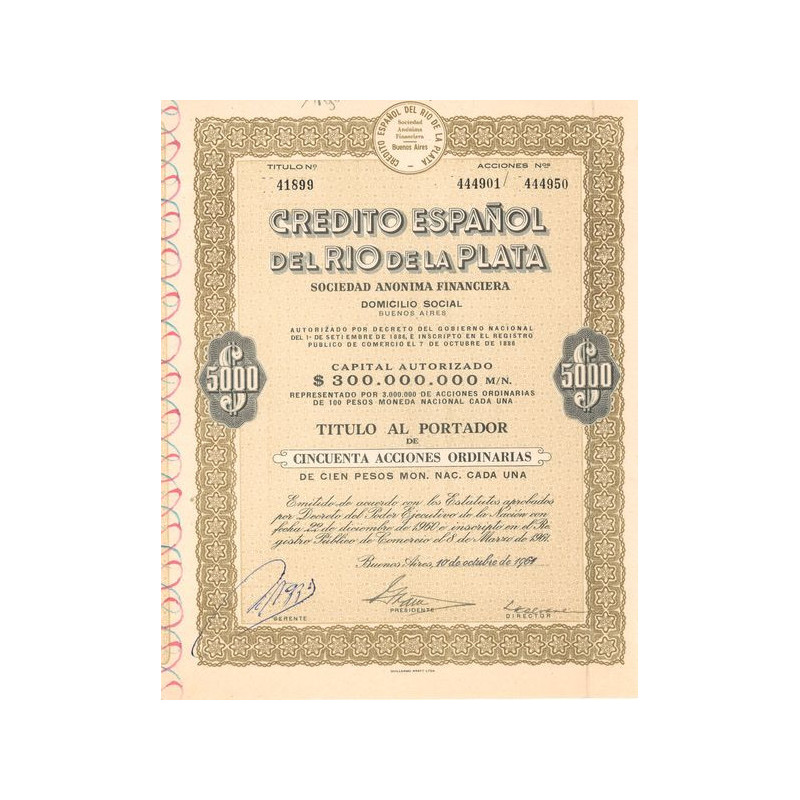 CREDITO ESPAÑOL DEL RIO DE LA PLATA
Sociedad
Anónima
Financiera
Buenos Aires
TITULO Nº ACCIONES Nos
41899 444901/ 444950
CREDITO ESPAÑOL
DEL RIO DE LA PLATA
SOCIEDAD ANONIMA FINANCIERA
DOMICILIO SOCIAL
BUENOS AIRES
AUTORIZADO POR DECRETO DEL GOBIERNO NACIONAL
DEL 1º DE SETIEMBRE DE 1886, E INSCRIPTO EN EL REGISTRO
PUBLICO DE COMERCIO EL 7 DE OCTUBRE DE 1886
CAPITAL AUTORIZADO
$ 300.000.000 M/N.
REPRESENTADO POR 3.000.000 DE ACCIONES ORDINARIAS
DE 100 PESOS MONEDA NACIONAL CADA UNA
$ 5000
$ 5000
TITULO AL PORTADOR
DE
CINCUENTA ACCIONES ORDINARIAS
DE CIEN PESOS MON. NAC. CADA UNA
Emitido de acuerdo con los Estatutos aprobados
por Decreto del Poder Ejecutivo de la Nación con
fecha 22 de diciembre de 1960 e inscripto en el Re-
gistro Público de Comercio el 8 de Marzo de 1961.
Buenos Aires, 10 de octubre de 1961
GERENTE
PRESIDENTE
DIRECTOR
GUILLERMO KRAFT LTDA.